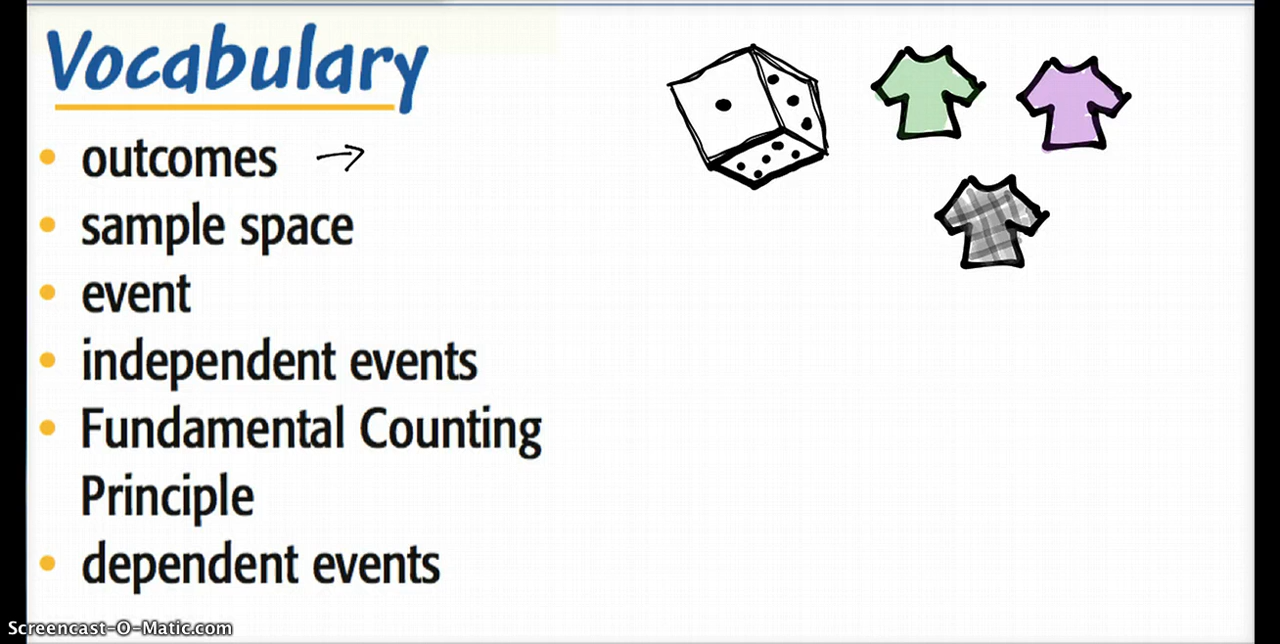 Vocabulary
• outcomes →
• sample space
• event
• independent events
• Fundamental Counting
Principle
• dependent events
Screencast-O-Matic.com